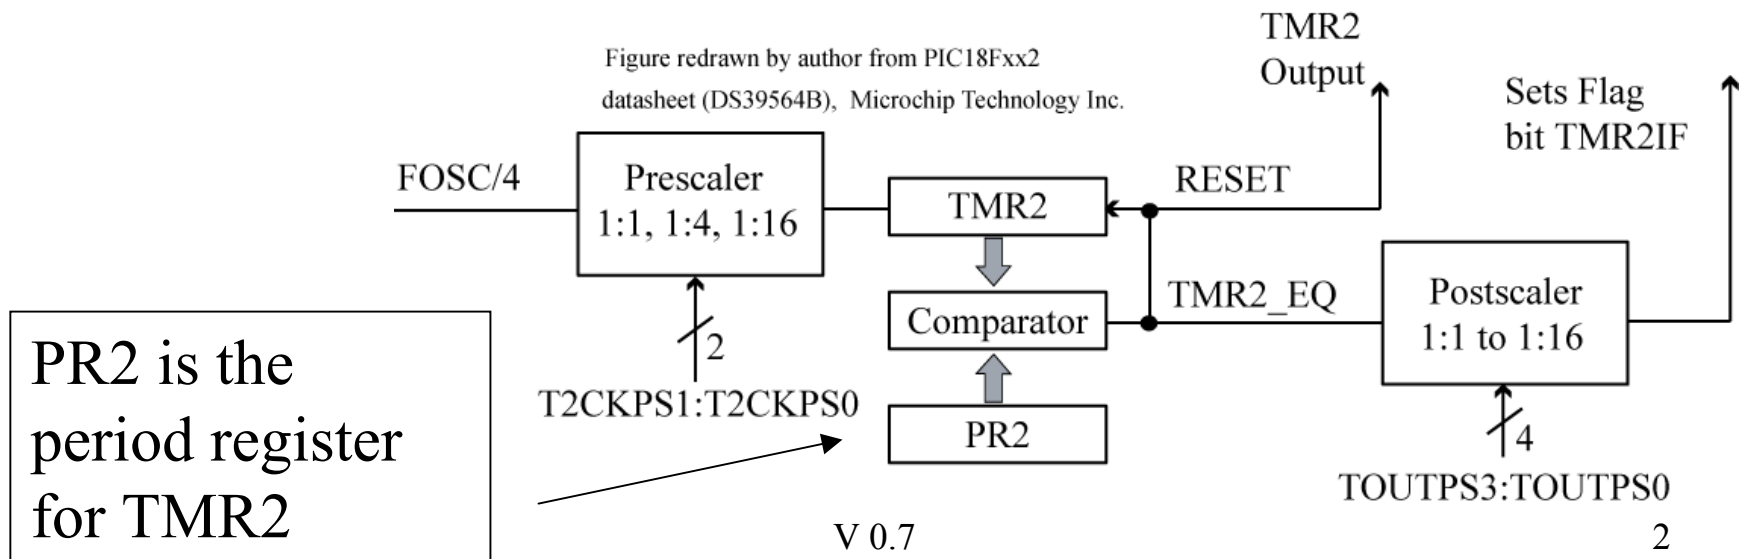 TMR2
Output
Figure redrawn by author from PIC18Fxx2
datasheet (DS39564B), Microchip Technology Inc.
Sets Flag
bit TMR2IF
FOSC/4
Prescaler
1:1, 1:4, 1:16
TMR2
RESET
Comparator
TMR2_EQ
Postscaler
1:1 to 1:16
2
T2CKPS1:T2CKPS0
PR2
4
TOUTPS3:TOUTPS0
PR2 is the
period register
for TMR2
V 0.7
2